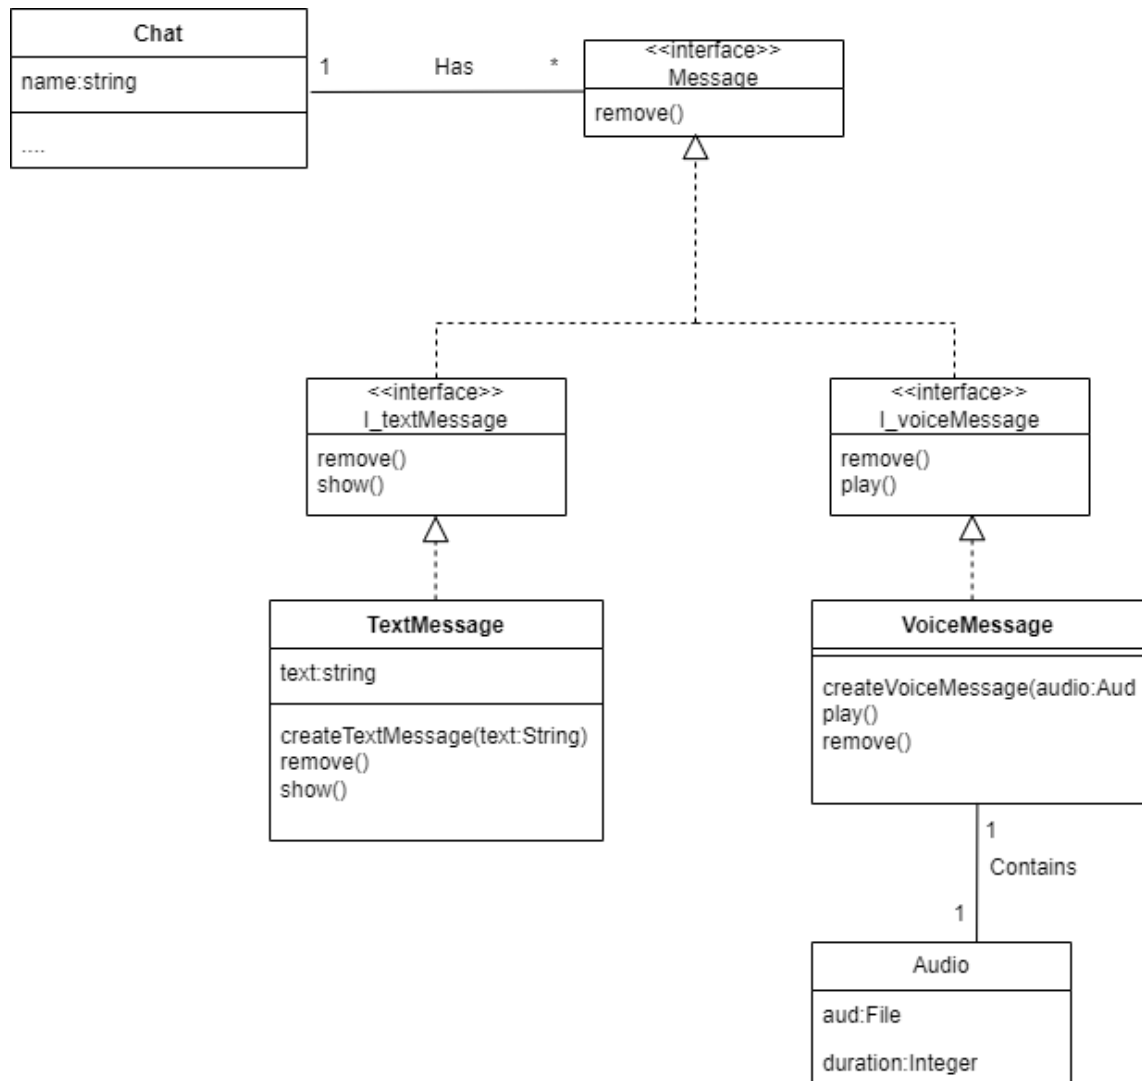 Chat
name:string
....
1 Has *
<<interface>>
Message
remove()
<<interface>>
I_textMessage
remove()
show()
<<interface>>
I_voiceMessage
remove()
play()
TextMessage
text:string
createTextMessage(text:String)
remove()
show()
VoiceMessage
createVoiceMessage(audio:Aud
play()
remove()
1
Contains
1
Audio
aud:File
duration:Integer